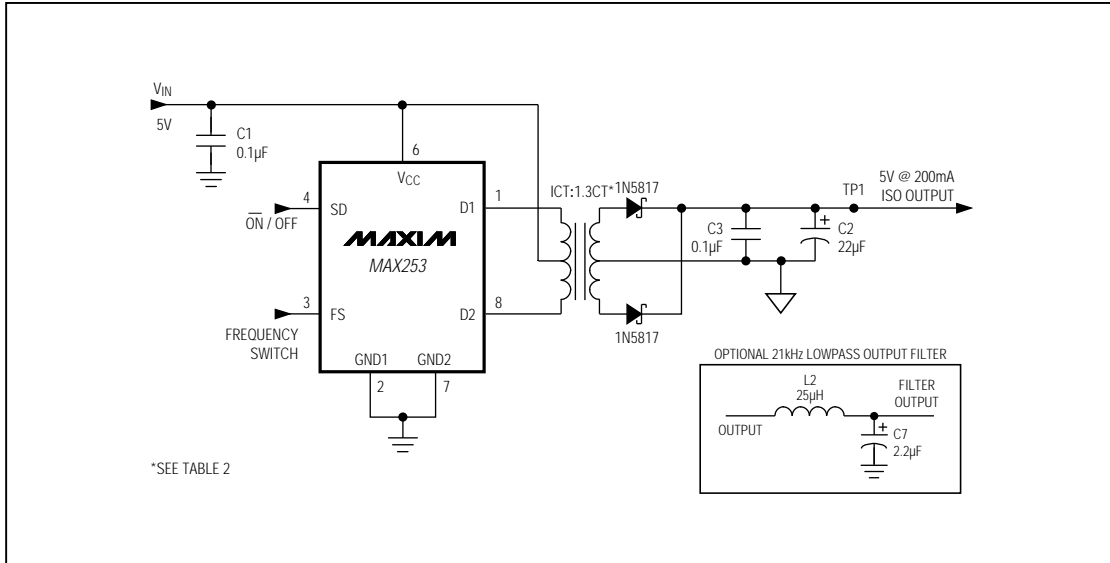 VIN
5V
C1
0.1µF
6
VCC
4
SD
ON / OFF
1
D1
MAXIM
MAX253
3
FS
FREQUENCY
SWITCH
8
D2
GND1
GND2
2
7
ICT:1.3CT*
1N5817
1N5817
C3
0.1µF
C2
22µF
+
TP1
5V @ 200mA
ISO OUTPUT
OPTIONAL 21kHz LOWPASS OUTPUT FILTER
L2
25µH
FILTER
OUTPUT
OUTPUT
+
C7
2.2µF
*SEE TABLE 2